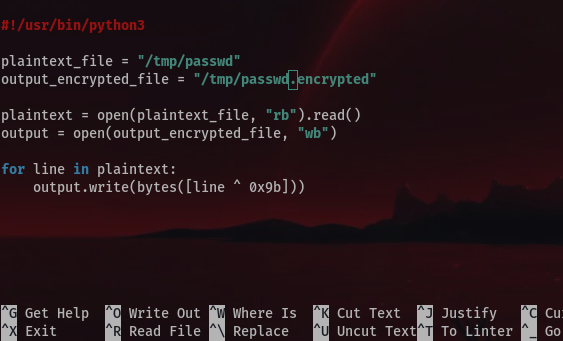 #!/usr/bin/python3
plaintext_file = "/tmp/passwd"
output_encrypted_file = "/tmp/passwd.encrypted"
plaintext = open(plaintext_file, "rb").read()
output = open(output_encrypted_file, "wb")
for line in plaintext:
    output.write(bytes([line ^ 0x9b]))
^G Get Help ^O Write Out ^W Where Is ^K Cut Text ^J Justify ^C
^X Exit ^R Read File ^\ Replace ^U Uncut Text ^T To Linter ^_ Go